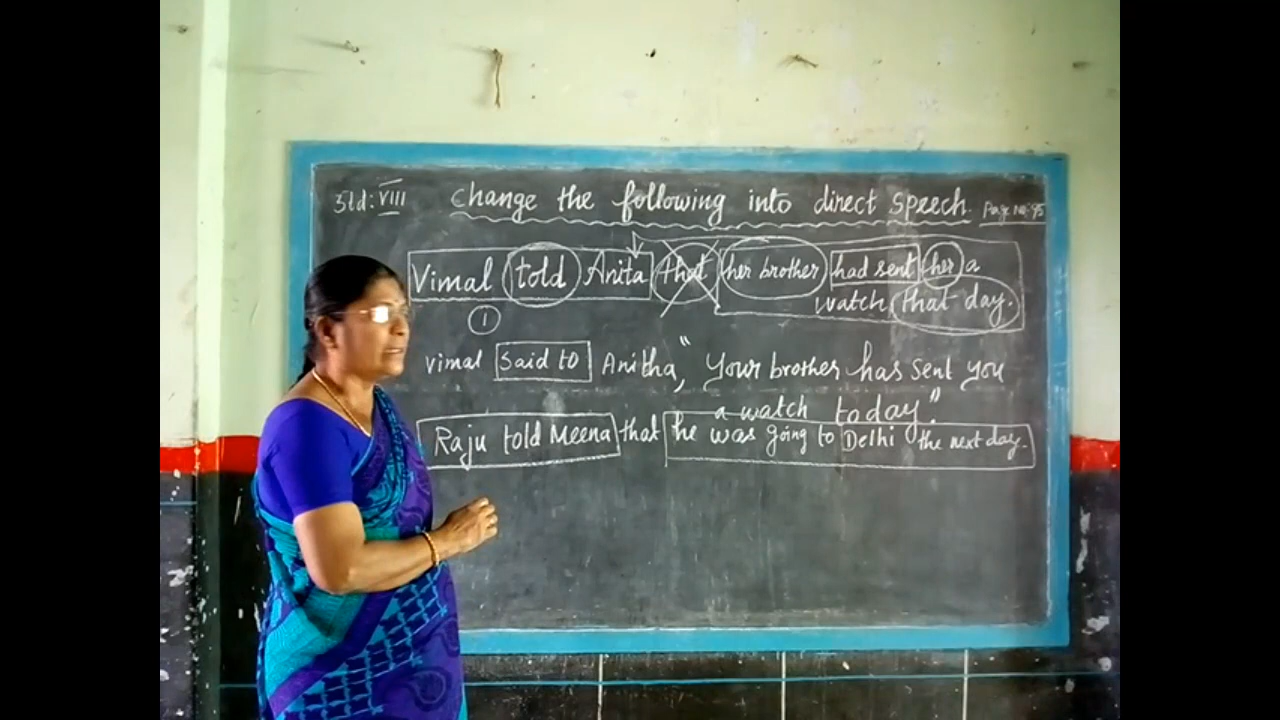 Std: VIII Change the following into direct speech. Page No: 95
Vimal told Anita that her brother had sent her a
watch that day.
1
Vimal said to Anitha, "Your brother has sent you
a watch today."
Raju told Meena that he was going to Delhi the next day.